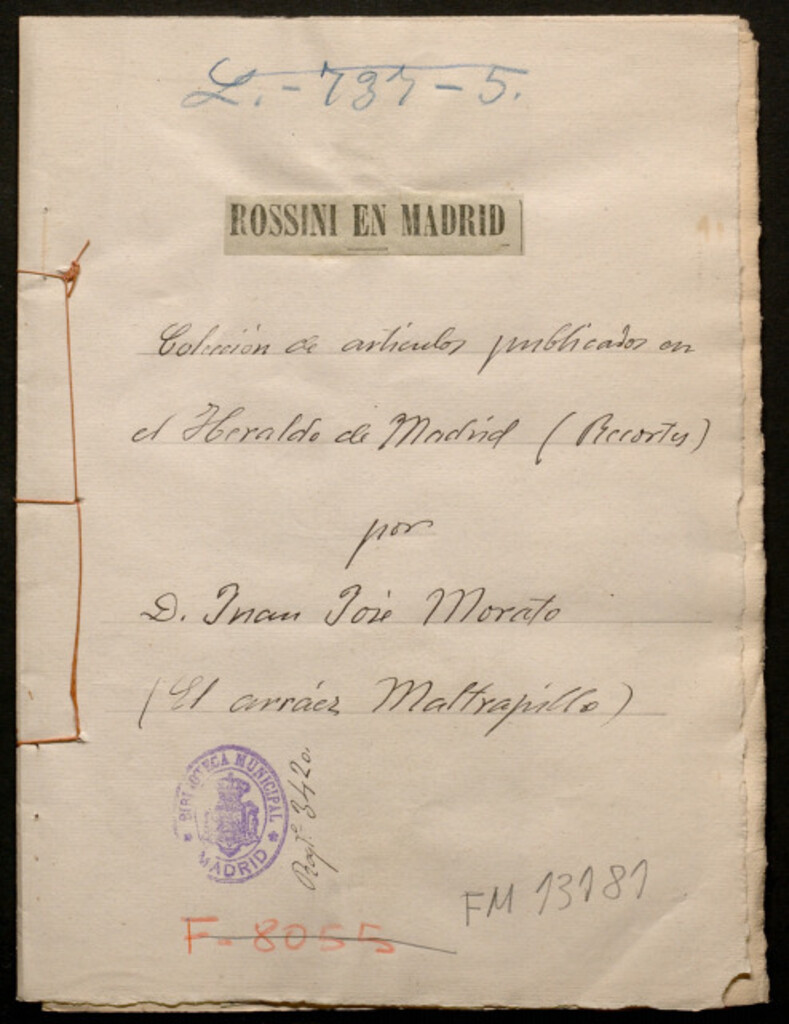 L. - 737 - 5.
ROSSINI EN MADRID
Colección de artículos publicados en
el Heraldo de Madrid (Recortes)
por
D. Juan José Morato
(El arráez Maltrapillo)
BIBLIOTECA MUNICIPAL
MADRID
Regt.º 3420.
FM 13181
F- 8055